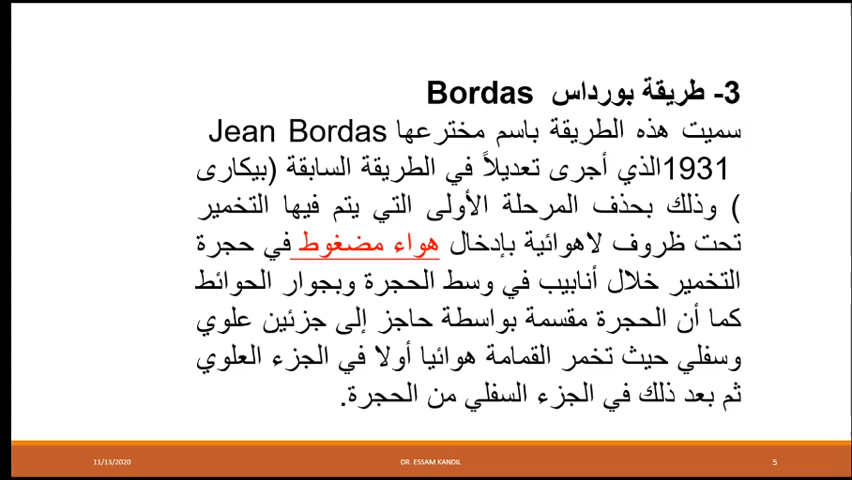 3- طريقة بورداس Bordas
سميت هذه الطريقة باسم مخترعها Jean Bordas
1931الذي أجرى تعديلاً في الطريقة السابقة (بيكارى
) وذلك بحذف المرحلة الأولى التي يتم فيها التخمير
تحت ظروف لاهوائية بإدخال هواء مضغوط في حجرة
التخمير خلال أنابيب في وسط الحجرة وبجوار الحوائط
كما أن الحجرة مقسمة بواسطة حاجز إلى جزئين علوي
وسفلي حيث تخمر القمامة هوائيا أولا في الجزء العلوي
ثم بعد ذلك في الجزء السفلي من الحجرة.
11/13/2020 DR. ESSAM KANDIL 5